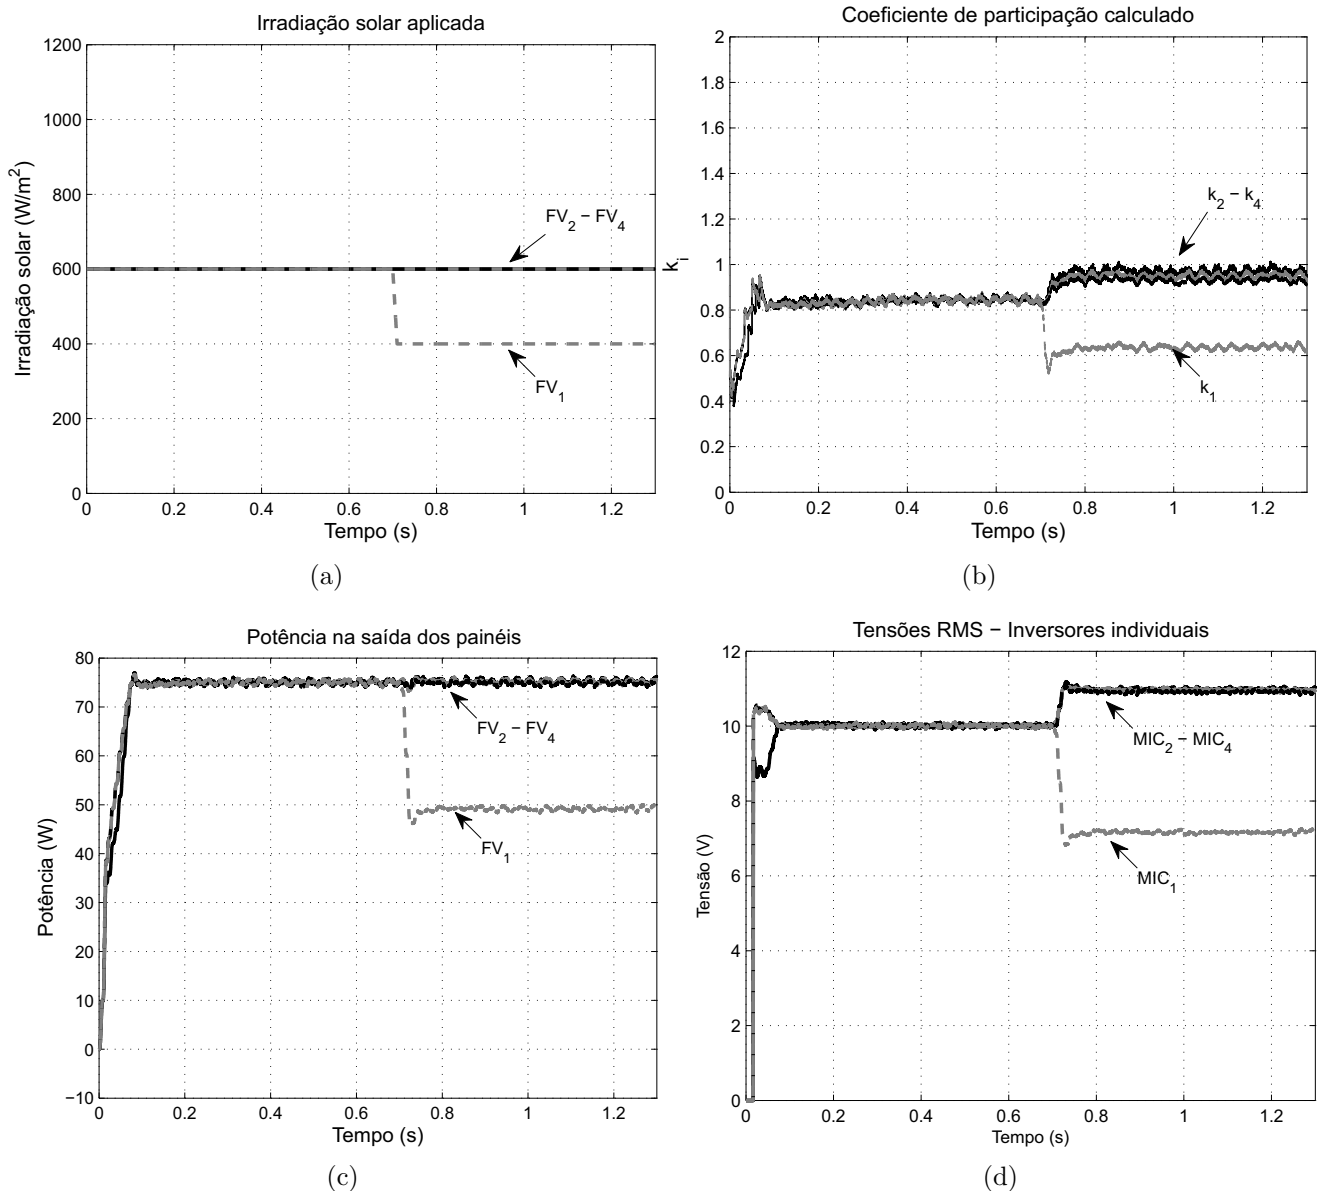 Irradiação solar aplicada
Irradiação solar (W/m²)
1200
1000
800
600
400
200
0
FV₂ − FV₄
FV₁
0 0.2 0.4 0.6 0.8 1 1.2
Tempo (s)
(a)
Coeficiente de participação calculado
kᵢ
2
1.8
1.6
1.4
1.2
1
0.8
0.6
0.4
0.2
0
k₂ − k₄
k₁
0 0.2 0.4 0.6 0.8 1 1.2
Tempo (s)
(b)
Potência na saída dos painéis
Potência (W)
80
70
60
50
40
30
20
10
0
−10
FV₂ − FV₄
FV₁
0 0.2 0.4 0.6 0.8 1 1.2
Tempo (s)
(c)
Tensões RMS − Inversores individuais
Tensão (V)
12
10
8
6
4
2
0
MIC₂ − MIC₄
MIC₁
0 0.2 0.4 0.6 0.8 1 1.2
Tempo (s)
(d)